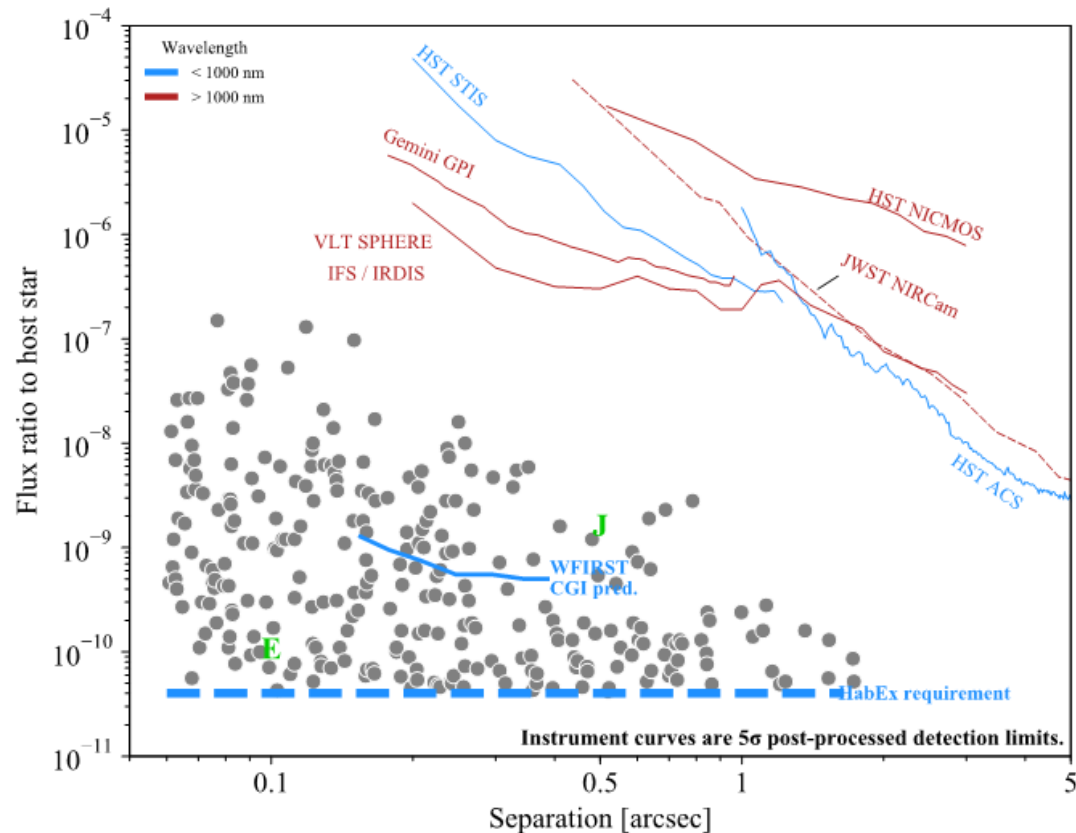 10⁻⁴
10⁻⁵
10⁻⁶
10⁻⁷
10⁻⁸
10⁻⁹
10⁻¹⁰
10⁻¹¹
Flux ratio to host star
Wavelength
< 1000 nm
> 1000 nm
HST STIS
Gemini GPI
VLT SPHERE
IFS / IRDIS
HST NICMOS
JWST NIRCam
HST ACS
J
WFIRST
CGI pred.
E
HabEx requirement
Instrument curves are 5σ post-processed detection limits.
0.1
0.5
1
5
Separation [arcsec]